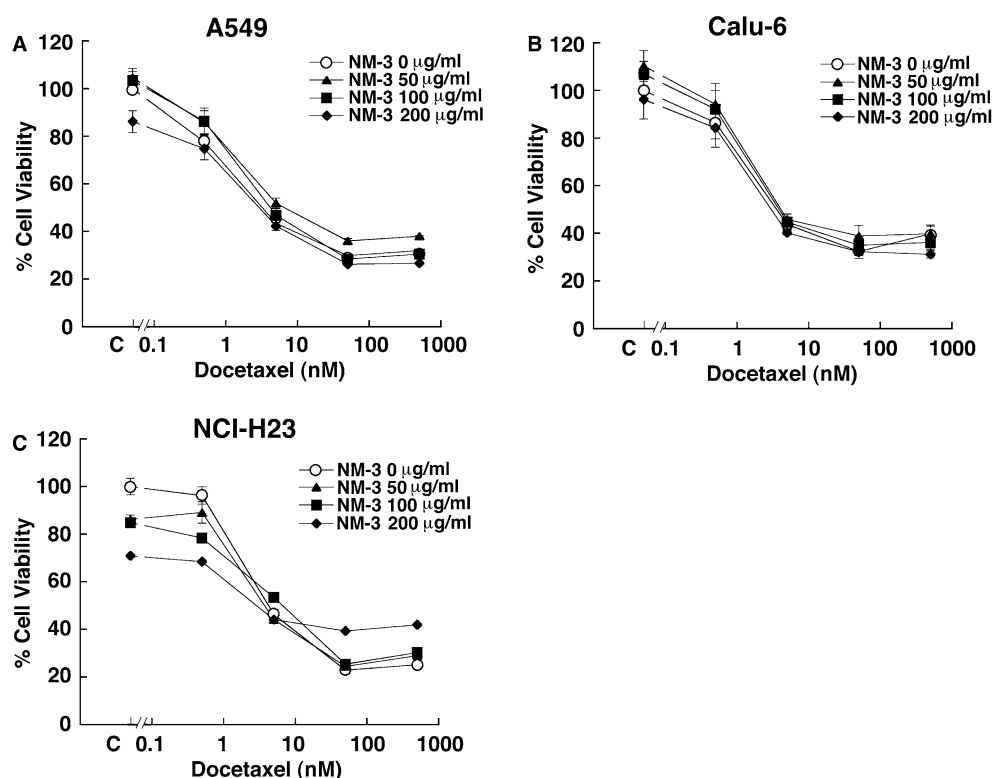 A549
A
120
100
80
60
40
20
0
% Cell Viability
NM-3 0 μg/ml
NM-3 50 μg/ml
NM-3 100 μg/ml
NM-3 200 μg/ml
C 0.1 1 10 100 1000
Docetaxel (nM)
Calu-6
B
120
100
80
60
40
20
0
% Cell Viability
NM-3 0 μg/ml
NM-3 50 μg/ml
NM-3 100 μg/ml
NM-3 200 μg/ml
C 0.1 1 10 100 1000
Docetaxel (nM)
NCI-H23
C
120
100
80
60
40
20
0
% Cell Viability
NM-3 0 μg/ml
NM-3 50 μg/ml
NM-3 100 μg/ml
NM-3 200 μg/ml
C 0.1 1 10 100 1000
Docetaxel (nM)